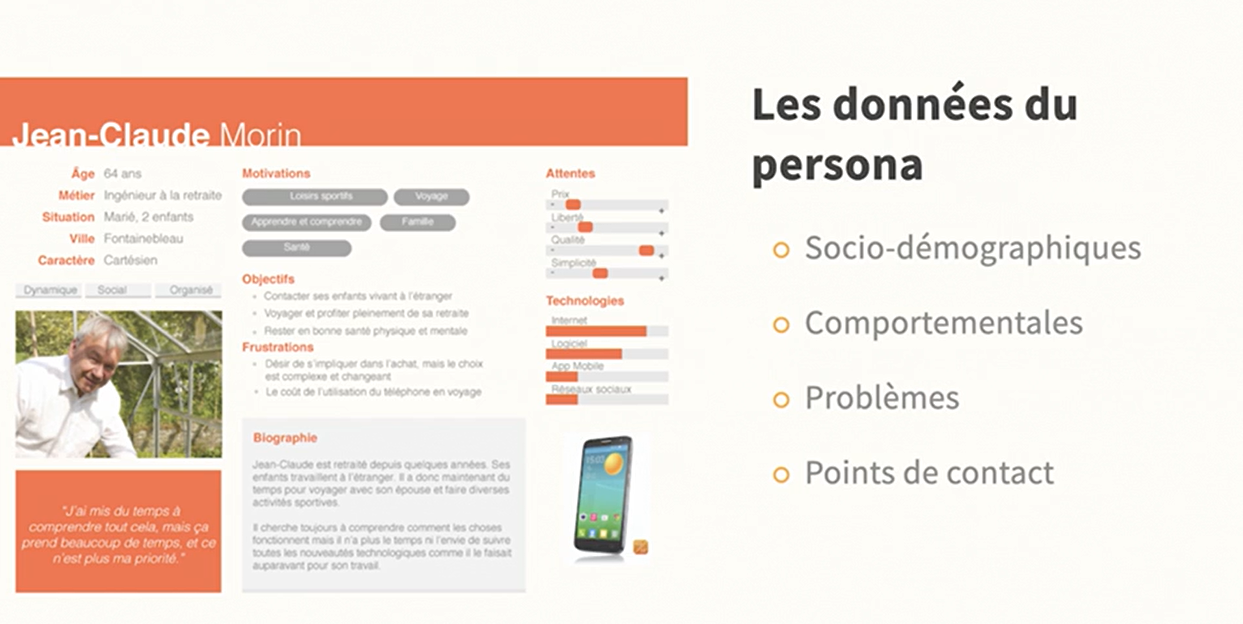 Jean-Claude Morin
Âge 64 ans
Métier Ingénieur à la retraite
Situation Marié, 2 enfants
Ville Fontainebleau
Caractère Cartésien
Dynamique Social Organisé
"J'ai mis du temps à
comprendre tout cela, mais ça
prend beaucoup de temps, et ce
n'est plus ma priorité."
Motivations
Loisirs sportifs Voyage
Apprendre et comprendre Famille
Santé
Objectifs
Contacter ses enfants vivant à l'étranger
Voyager et profiter pleinement de sa retraite
Rester en bonne santé physique et mentale
Frustrations
Désir de s'impliquer dans l'achat, mais le choix
est complexe et changeant
Le coût de l'utilisation du téléphone en voyage
Biographie
Jean-Claude est retraité depuis quelques années. Ses
enfants travaillent à l'étranger. Il a donc maintenant du
temps pour voyager avec son épouse et faire diverses
activités sportives.
Il cherche toujours à comprendre comment les choses
fonctionnent mais il n'a plus le temps ni l'envie de suivre
toutes les nouveautés technologiques comme il le faisait
auparavant pour son travail.
Attentes
Prix
- +
Liberté
- +
Qualité
- +
Simplicité
- +
Technologies
Internet
Logiciel
App Mobile
Réseaux sociaux
Les données du
persona
Socio-démographiques
Comportementales
Problèmes
Points de contact